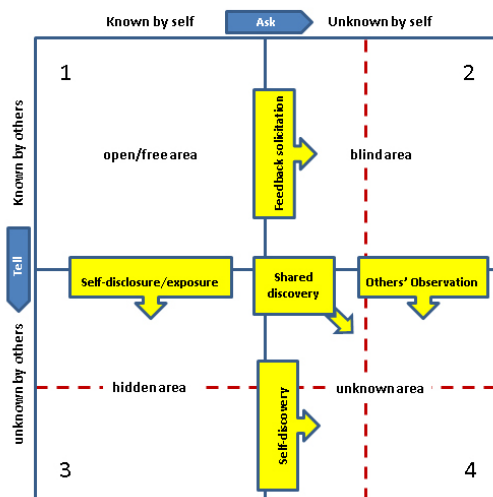 Known by self
Ask
Unknown by self
1
2
Known by others
Feedback solicitation
open/free area
blind area
Tell
Self-disclosure/exposure
Shared
discovery
Others' Observation
unknown by others
hidden area
Self-discovery
unknown area
3
4